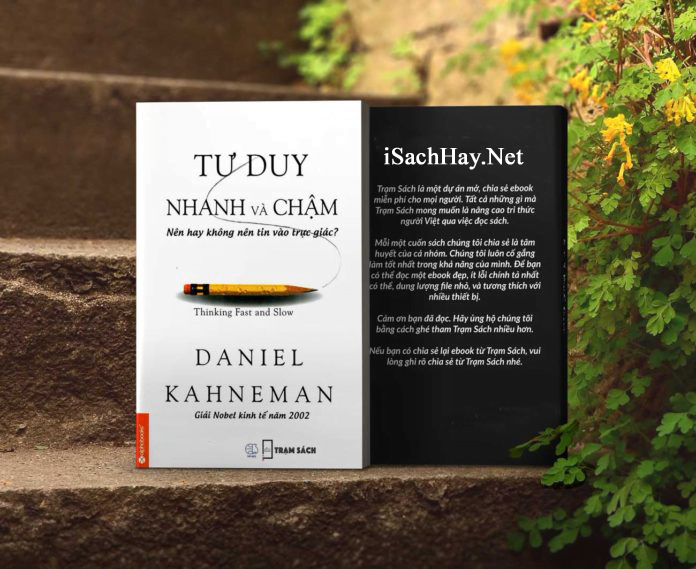 TƯ DUY
NHANH VÀ CHẬM
Nên hay không nên tin vào trực giác?
Thinking Fast and Slow
DANIEL
KAHNEMAN
Giải Nobel kinh tế năm 2002
alphabooks
TRẠM SÁCH
iSachHay.Net
Trạm Sách là một dự án mở, chia sẻ ebook
miễn phí cho mọi người. Tất cả những gì mà
Trạm Sách mong muốn là nâng cao tri thức
người Việt qua việc đọc sách.
Mỗi một cuốn sách chúng tôi chia sẻ là tâm
huyết của cả nhóm. Chúng tôi luôn cố gắng
làm tốt nhất trong khả năng của mình. Để bạn
có thể đọc một ebook đẹp, ít lỗi chính tả nhất
có thể, dung lượng file nhỏ, và tương thích với
nhiều thiết bị.
Cảm ơn bạn đã đọc. Hãy ủng hộ chúng tôi
bằng cách ghé thăm Trạm Sách nhiều hơn.
Nếu bạn có chia sẻ lại ebook từ Trạm Sách, vui
lòng ghi rõ chia sẻ từ Trạm Sách nhé.